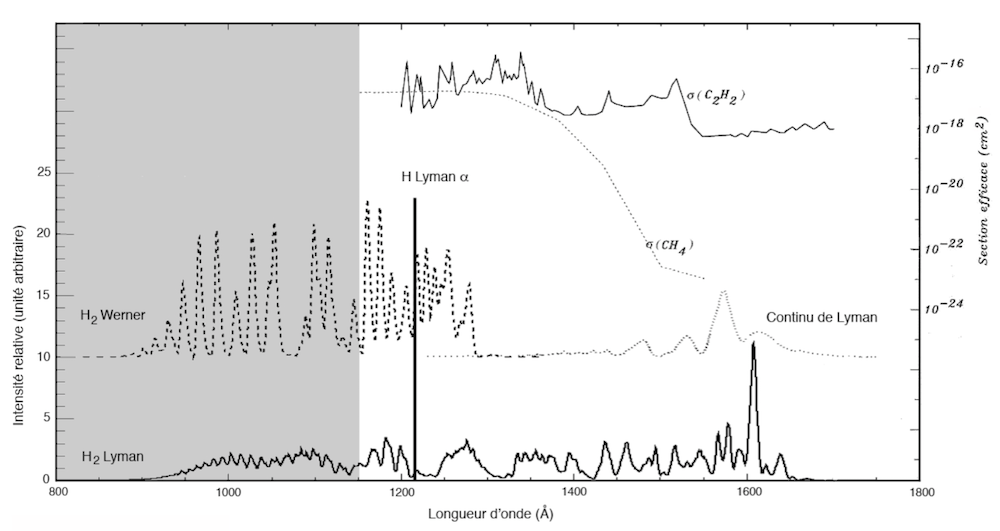 10⁻¹⁶
σ(C₂H₂)
10⁻¹⁸
H Lyman α
25
10⁻²⁰
20
10⁻²²
σ(CH₄)
15
10⁻²⁴
H₂ Werner
Continu de Lyman
10
5
H₂ Lyman
0
800
1000
1200
1400
1600
1800
Longueur d'onde (Å)
Intensité relative (unité arbitraire)
Section efficace (cm²)